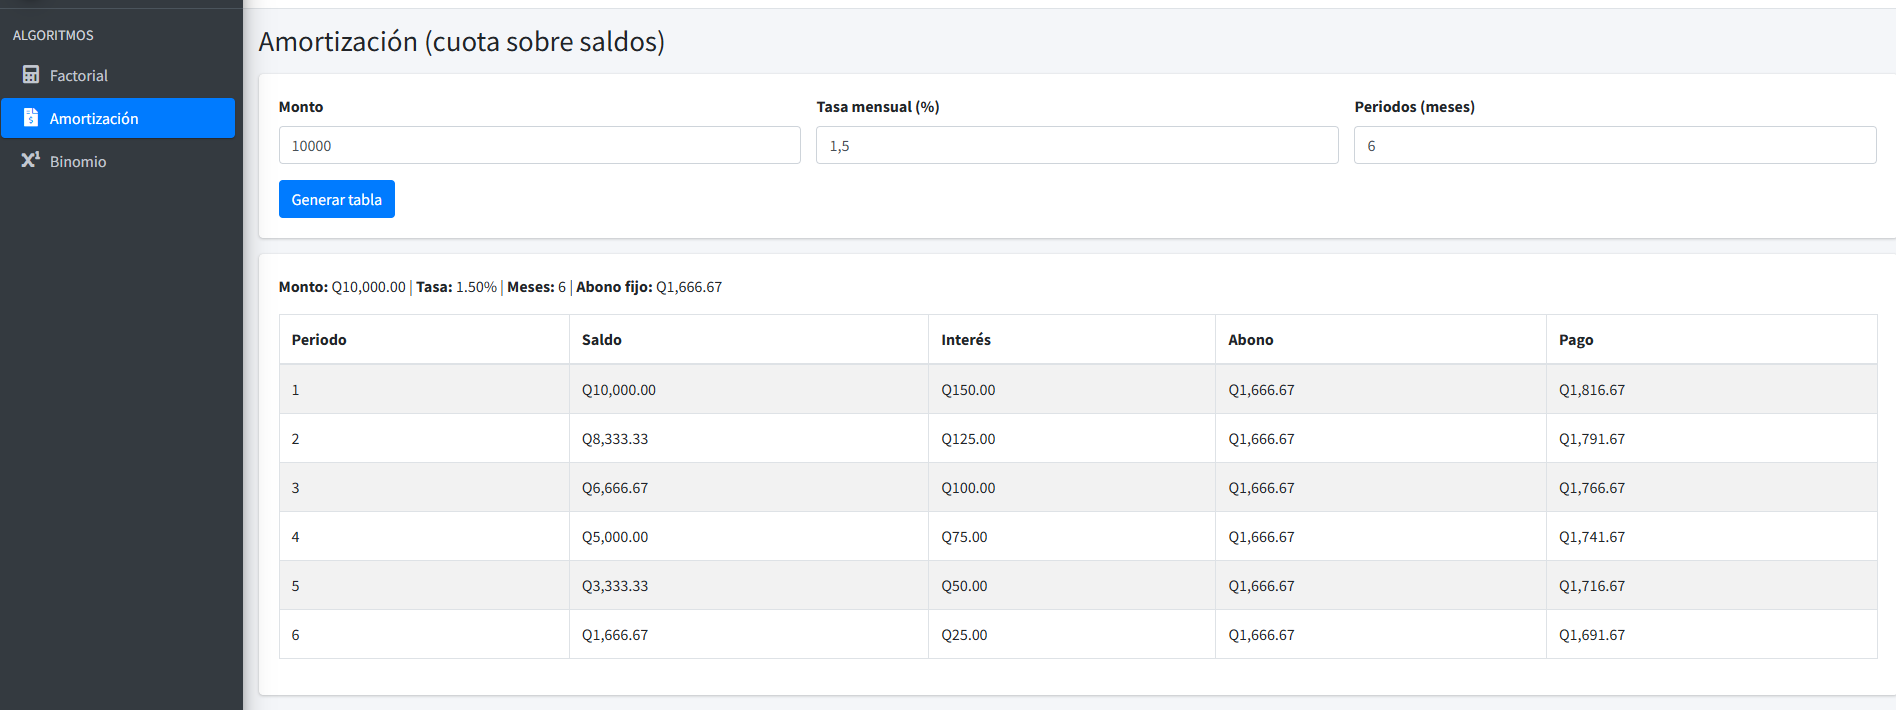 ALGORITMOS
Factorial
Amortización
Binomio
Amortización (cuota sobre saldos)
Monto Tasa mensual (%) Periodos (meses)
10000 1,5 6
Generar tabla
Monto: Q10,000.00 | Tasa: 1.50% | Meses: 6 | Abono fijo: Q1,666.67
Periodo Saldo Interés Abono Pago
1 Q10,000.00 Q150.00 Q1,666.67 Q1,816.67
2 Q8,333.33 Q125.00 Q1,666.67 Q1,791.67
3 Q6,666.67 Q100.00 Q1,666.67 Q1,766.67
4 Q5,000.00 Q75.00 Q1,666.67 Q1,741.67
5 Q3,333.33 Q50.00 Q1,666.67 Q1,716.67
6 Q1,666.67 Q25.00 Q1,666.67 Q1,691.67